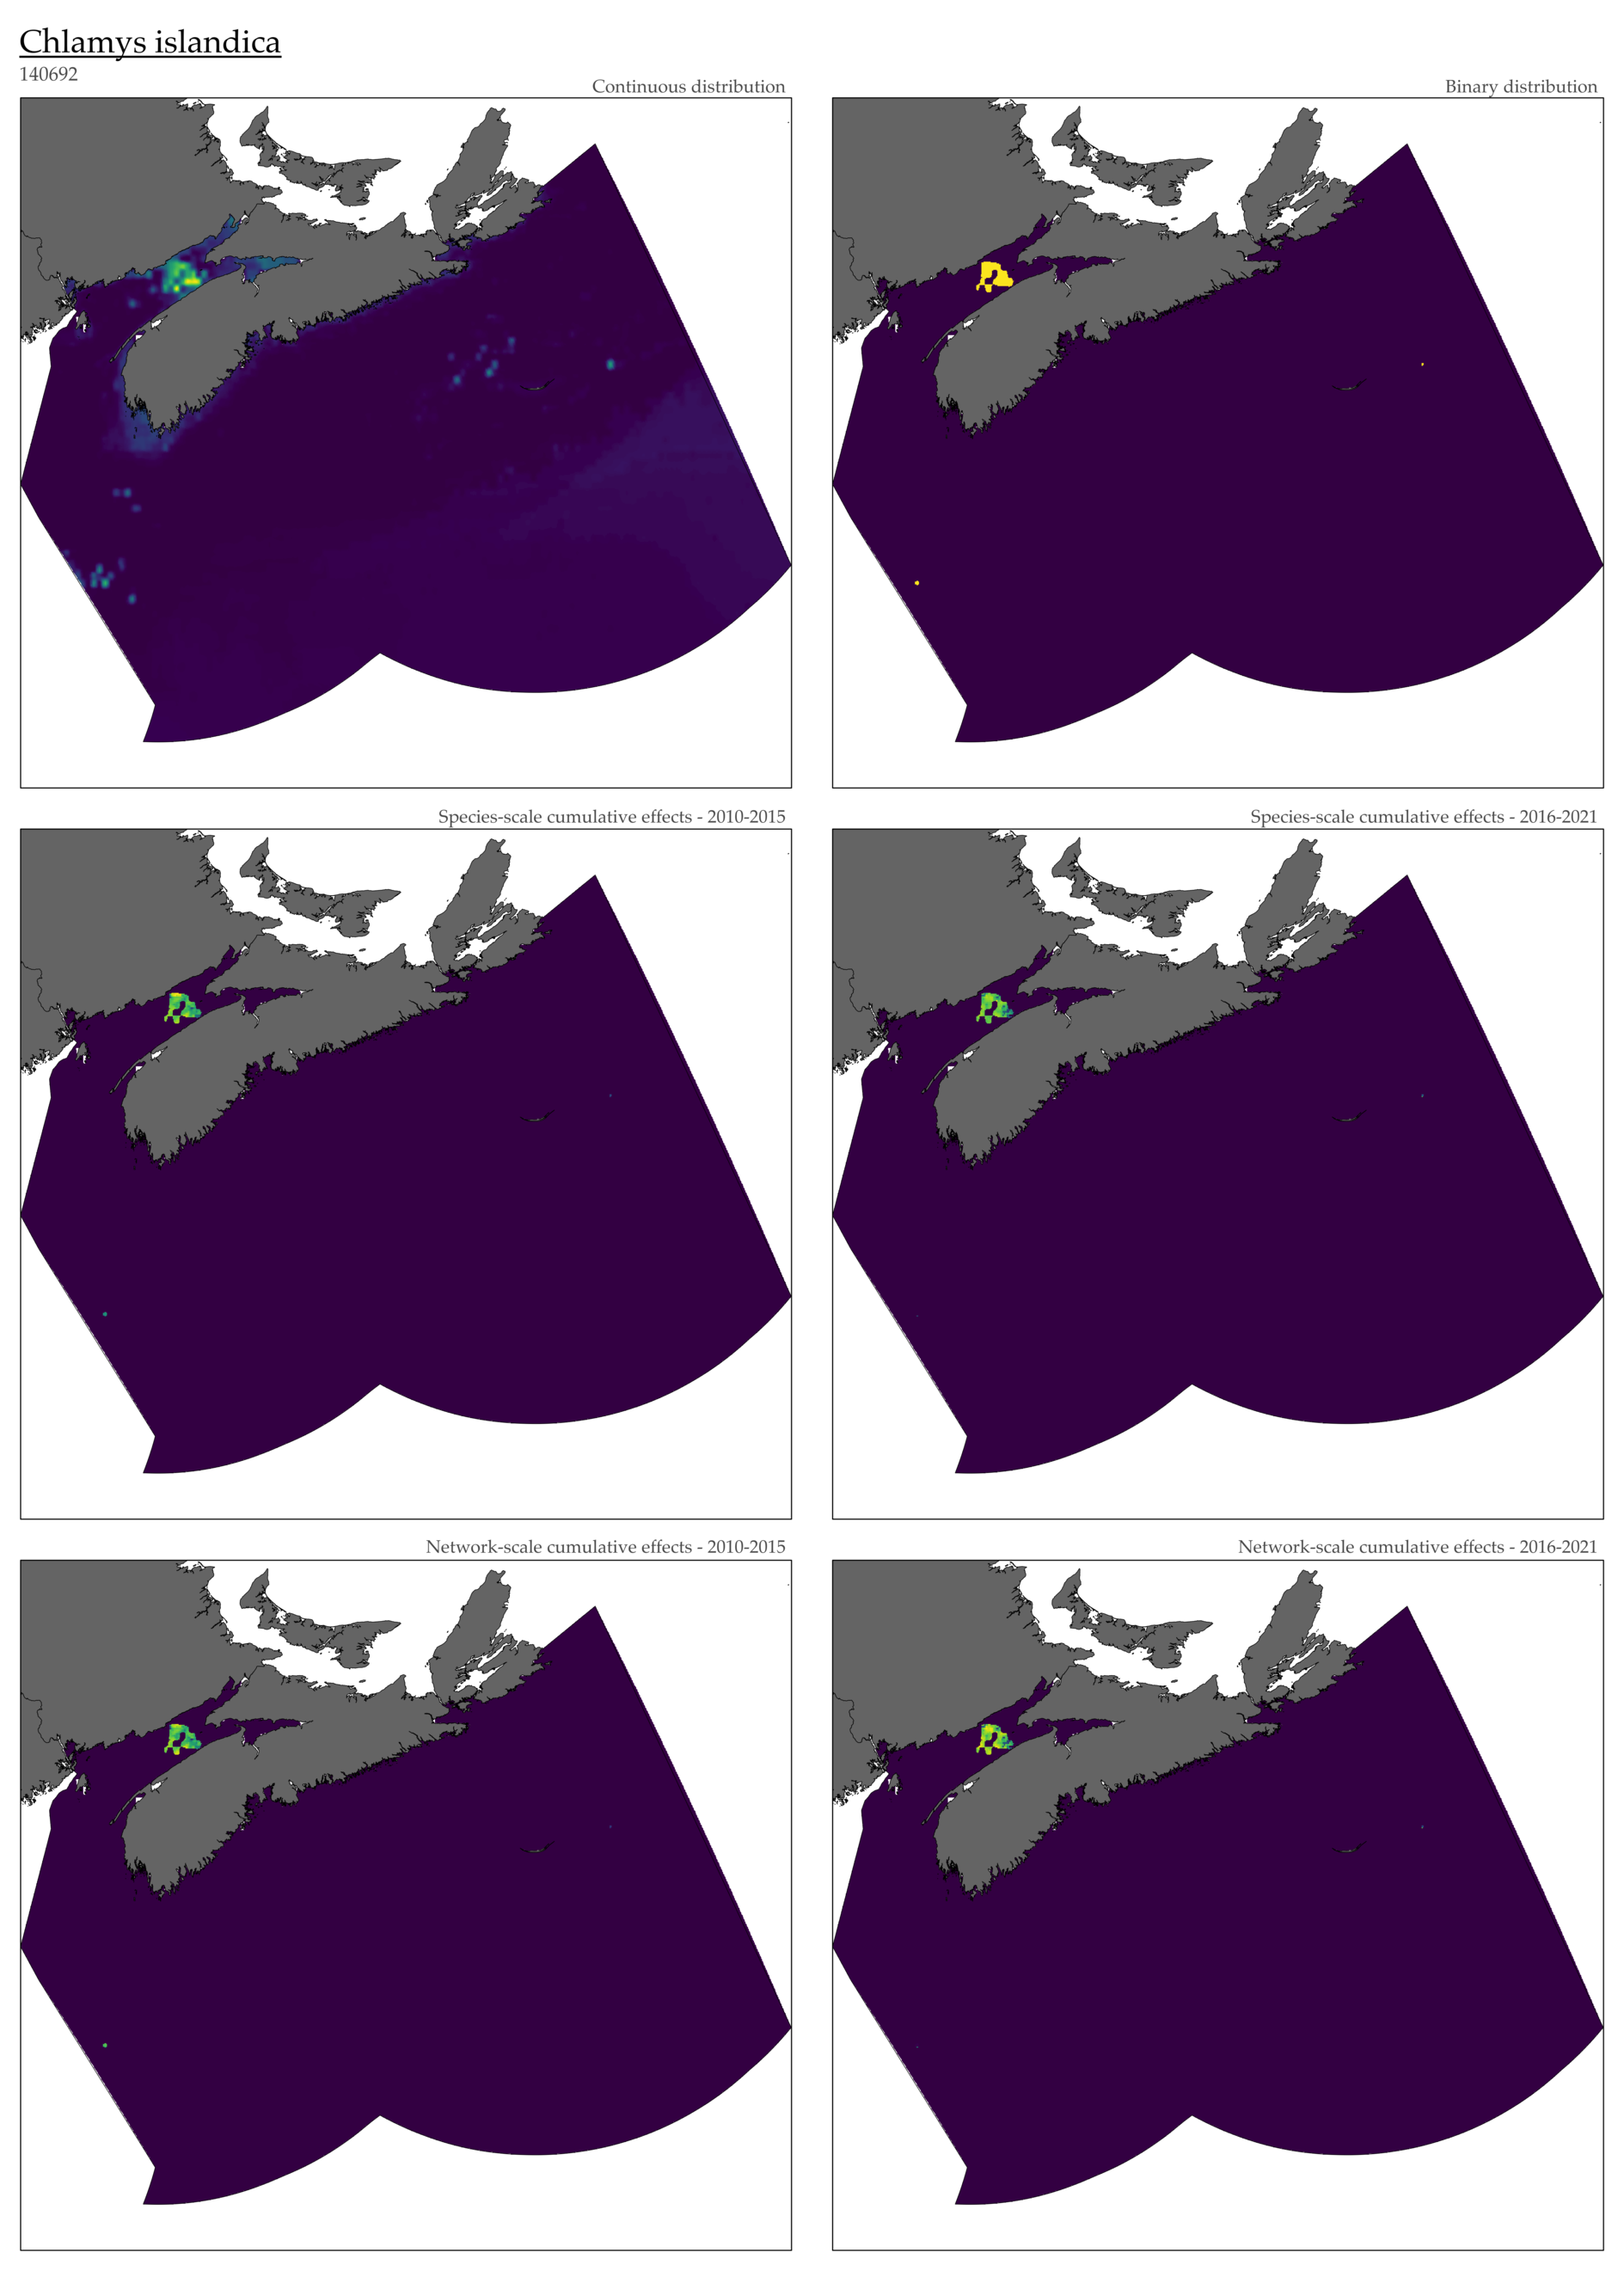 Chlamys islandica
140692
Continuous distribution
Binary distribution
Species-scale cumulative effects - 2010-2015
Species-scale cumulative effects - 2016-2021
Network-scale cumulative effects - 2010-2015
Network-scale cumulative effects - 2016-2021